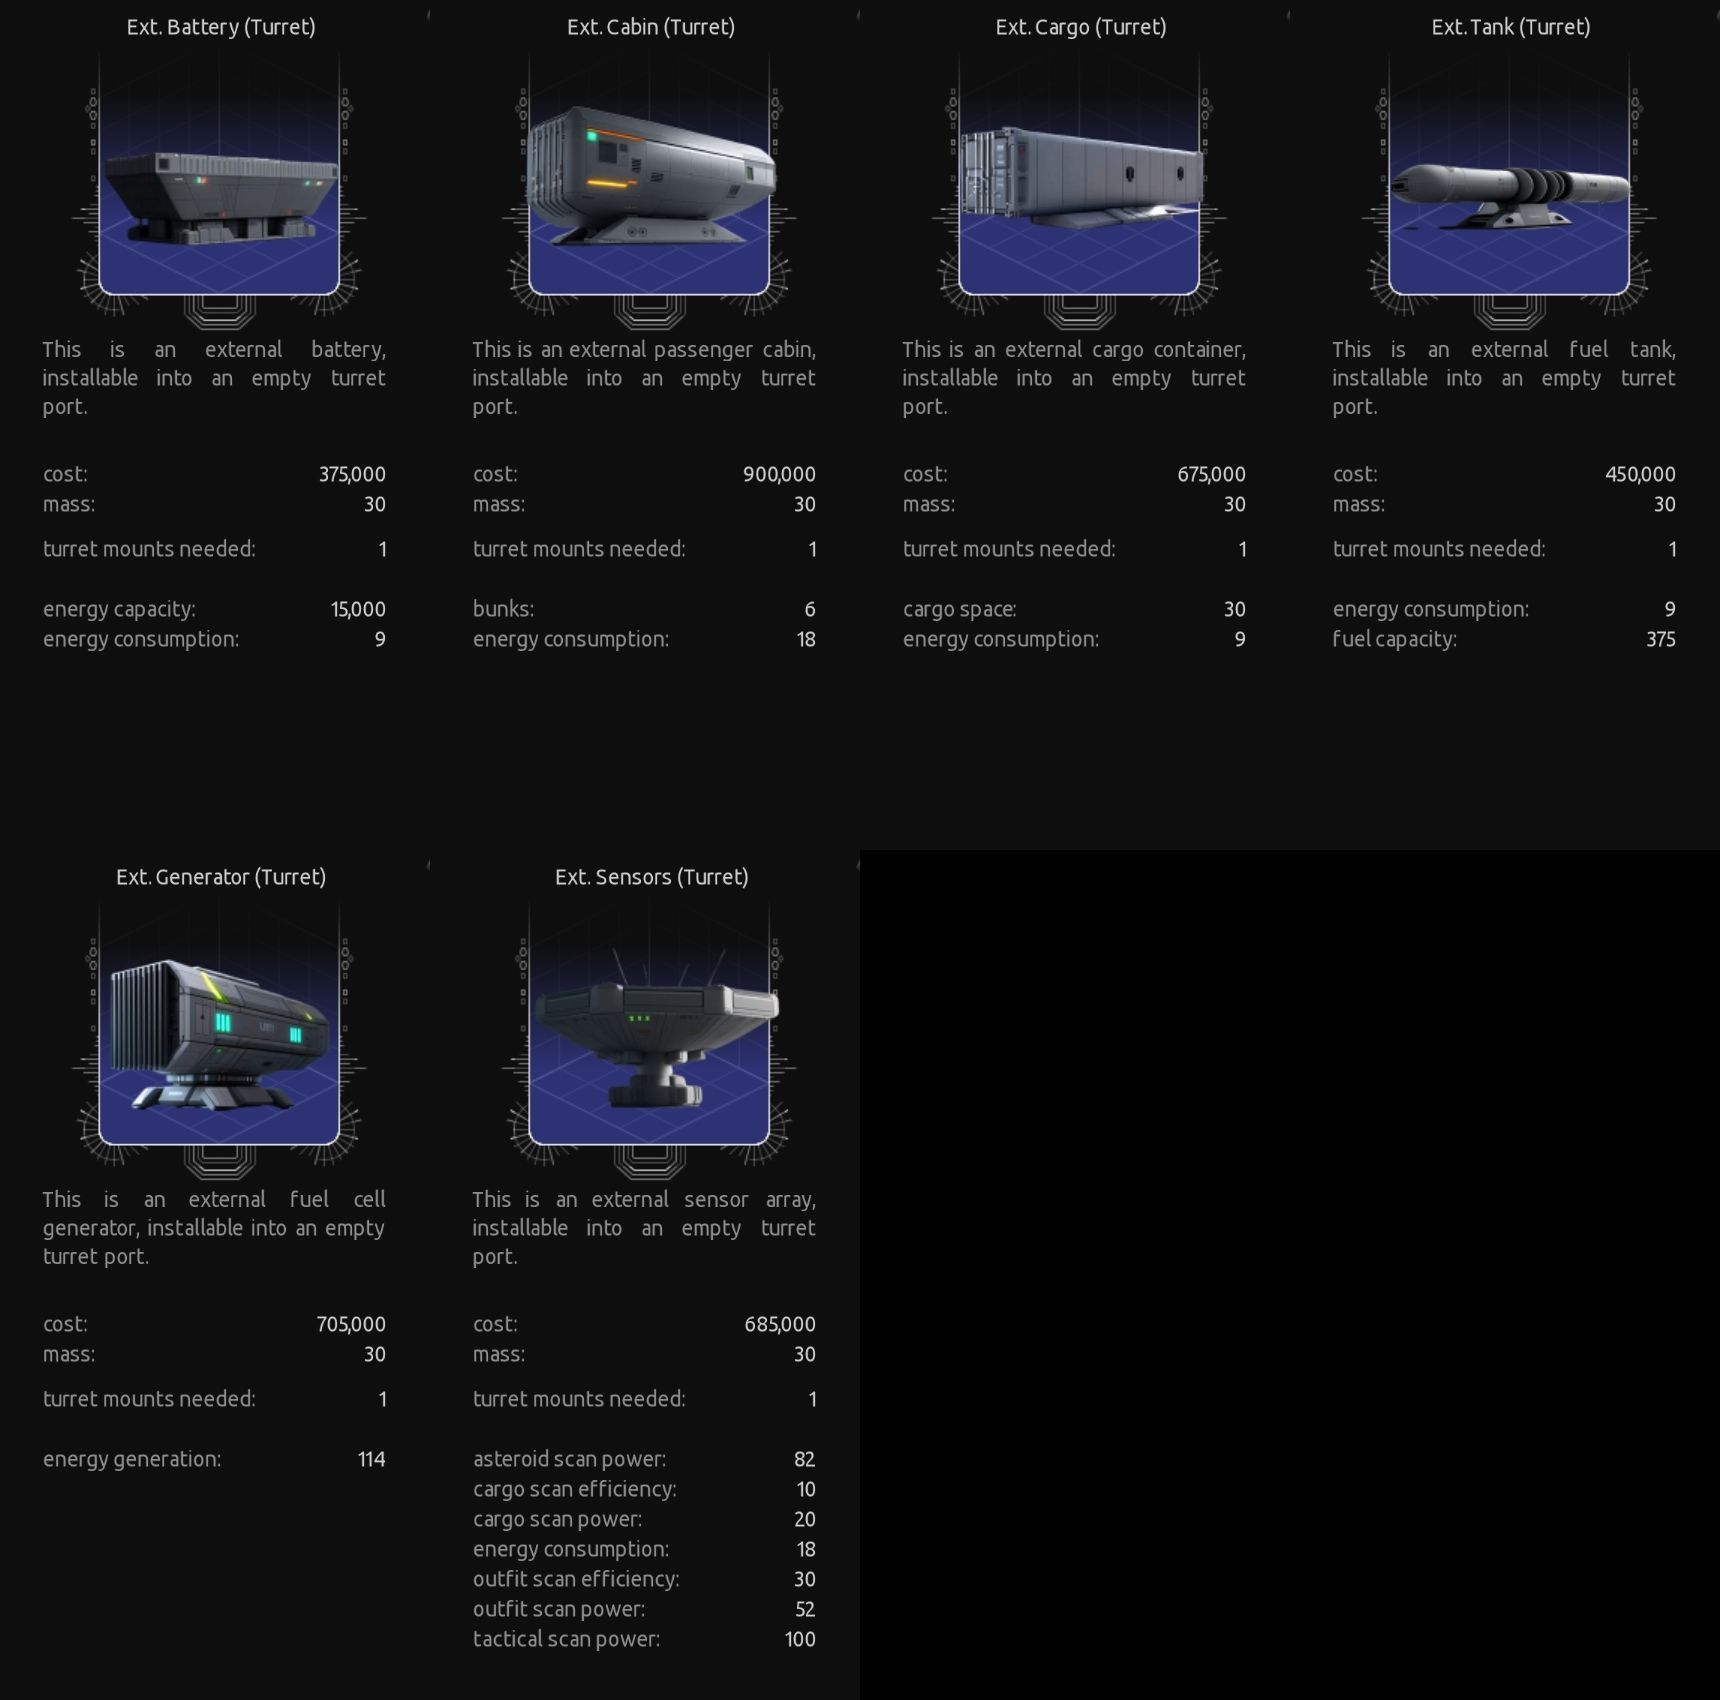 Ext. Battery (Turret)
This is an external battery,
installable into an empty turret
port.
cost: 375,000
mass: 30
turret mounts needed: 1
energy capacity: 15,000
energy consumption: 9
Ext. Cabin (Turret)
This is an external passenger cabin,
installable into an empty turret
port.
cost: 900,000
mass: 30
turret mounts needed: 1
bunks: 6
energy consumption: 18
Ext. Cargo (Turret)
This is an external cargo container,
installable into an empty turret
port.
cost: 675,000
mass: 30
turret mounts needed: 1
cargo space: 30
energy consumption: 9
Ext. Tank (Turret)
This is an external fuel tank,
installable into an empty turret
port.
cost: 450,000
mass: 30
turret mounts needed: 1
energy consumption: 9
fuel capacity: 375
Ext. Generator (Turret)
This is an external fuel cell
generator, installable into an empty
turret port.
cost: 705,000
mass: 30
turret mounts needed: 1
energy generation: 114
Ext. Sensors (Turret)
This is an external sensor array,
installable into an empty turret
port.
cost: 685,000
mass: 30
turret mounts needed: 1
asteroid scan power: 82
cargo scan efficiency: 10
cargo scan power: 20
energy consumption: 18
outfit scan efficiency: 30
outfit scan power: 52
tactical scan power: 100